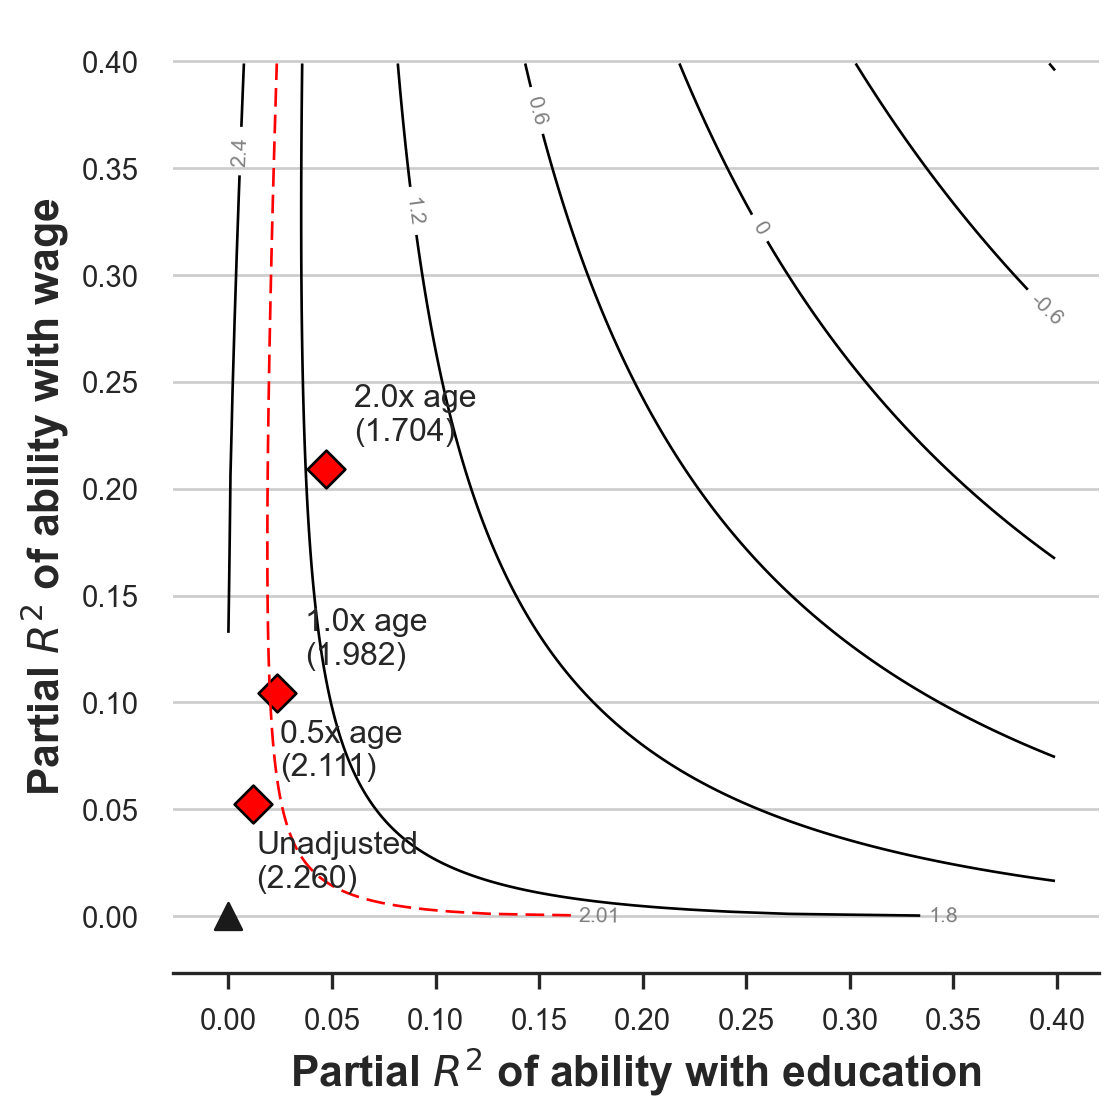 0.40
0.35
0.30
0.25
0.20
0.15
0.10
0.05
0.00
Partial R² of ability with wage
2.4
1.2
0.6
0
-0.6
2.0x age
(1.704)
1.0x age
(1.982)
0.5x age
(2.111)
Unadjusted
(2.260)
2.01
1.8
0.00 0.05 0.10 0.15 0.20 0.25 0.30 0.35 0.40
Partial R² of ability with education